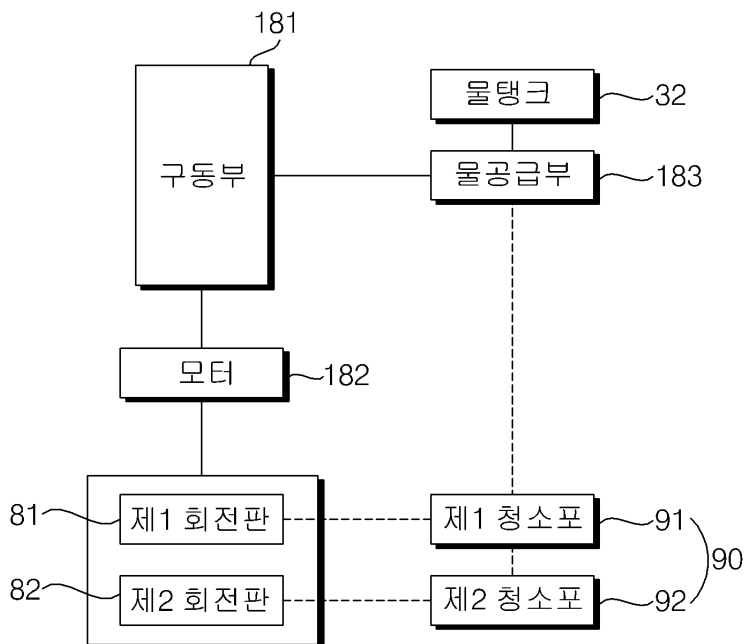 181
물탱크
32
구동부
물공급부
183
모터
182
81
제1 회전판
제1 청소포
91
90
82
제2 회전판
제2 청소포
92